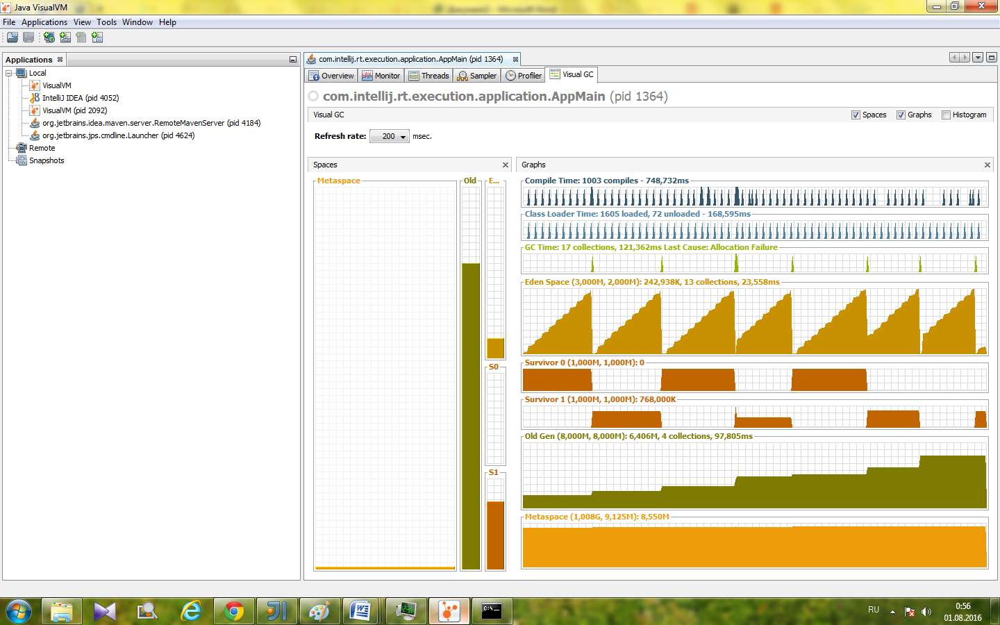 Java VisualVM
Документ2 - Microsoft Word
File Applications View Tools Window Help
Applications
Local
VisualVM
IntelliJ IDEA (pid 4052)
VisualVM (pid 2092)
org.jetbrains.idea.maven.server.RemoteMavenServer (pid 4184)
org.jetbrains.jps.cmdline.Launcher (pid 4624)
Remote
Snapshots
com.intellij.rt.execution.application.AppMain (pid 1364)
Overview Monitor Threads Sampler Profiler Visual GC
com.intellij.rt.execution.application.AppMain (pid 1364)
Visual GC
Spaces Graphs Histogram
Refresh rate: 200 msec.
Spaces
Metaspace
Old
E...
S0
S1
Graphs
Compile Time: 1003 compiles - 748,732ms
Class Loader Time: 1605 loaded, 72 unloaded - 168,595ms
GC Time: 17 collections, 121,362ms Last Cause: Allocation Failure
Eden Space (3,000M, 2,000M): 242,938K, 13 collections, 23,558ms
Survivor 0 (1,000M, 1,000M): 0
Survivor 1 (1,000M, 1,000M): 768,000K
Old Gen (8,000M, 8,000M): 6,406M, 4 collections, 97,805ms
Metaspace (1,008G, 9,125M): 8,550M
C:\_
RU
0:56
01.08.2016